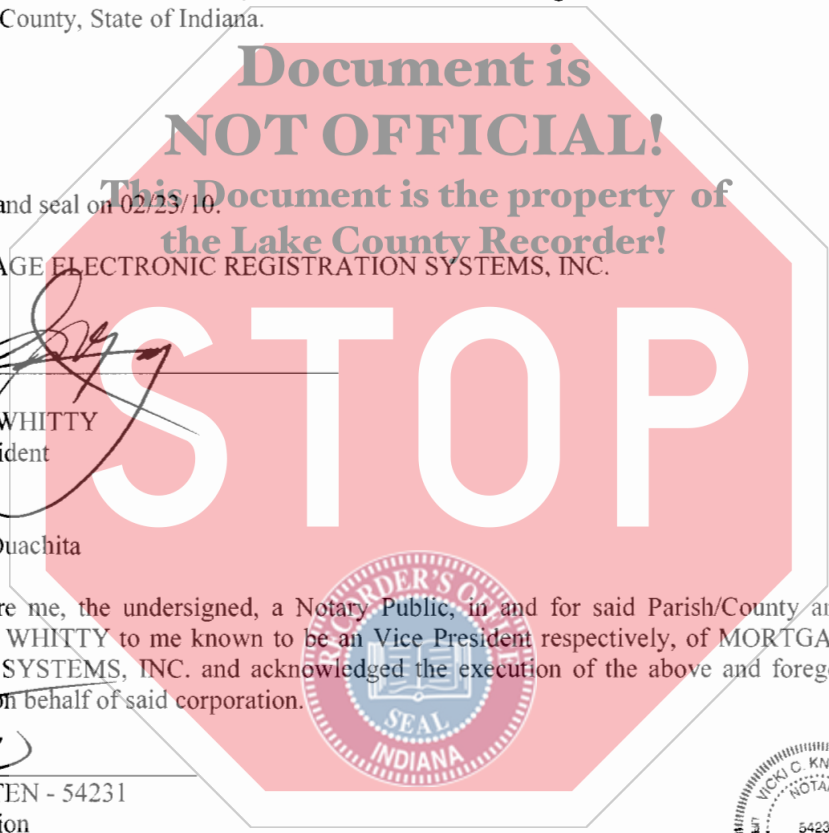 County, State of Indiana.
Document is
NOT OFFICIAL!
This Document is the property of
and seal on 02/23/10.
the Lake County Recorder!
AGE ELECTRONIC REGISTRATION SYSTEMS, INC.
STOP
WHITTY
ident
Ouachita
re me, the undersigned, a Notary Public, in and for said Parish/County an
WHITTY to me known to be an Vice President respectively, of MORTGA
SYSTEMS, INC. and acknowledged the execution of the above and forego
on behalf of said corporation.
RECORDER'S OFFICE
SEAL
INDIANA
TEN - 54231
ion
VICKI C. KN
NOTA
5423